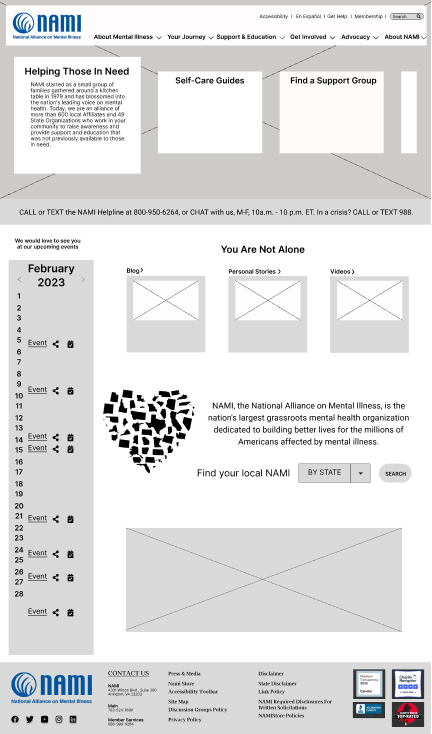 NAMI
National Alliance on Mental Illness
Accessibility | En Español | Get Help | Membership | Search
About Mental Illness Your Journey Support & Education Get Involved Advocacy About NAMI
Helping Those In Need
NAMI started as a small group of
families gathered around a kitchen
table in 1979 and has blossomed into
the nation's leading voice on mental
health. Today, we are an alliance of
more than 600 local Affiliates and 49
State Organizations who work in your
community to raise awareness and
provide support and education that
was not previously available to those
in need.
Self-Care Guides
Find a Support Group
CALL or TEXT the NAMI Helpline at 800-950-6264, or CHAT with us, M-F, 10a.m. - 10 p.m. ET. In a crisis? CALL or TEXT 988.
We would love to see you
at our upcoming events
February
2023
1
2
3
4
5 Event
6
7
8
9
Event
10
11
12
13
14 Event
15 Event
16
17
18
19
20
21 Event
22
23
24 Event
25
26
27 Event
28
Event
You Are Not Alone
Blog
Personal Stories
Videos
NAMI, the National Alliance on Mental Illness, is the
nation's largest grassroots mental health organization
dedicated to building better lives for the millions of
Americans affected by mental illness.
Find your local NAMI BY STATE SEARCH
NAMI
National Alliance on Mental Illness
CONTACT US
NAMI
4301 Wilson Blvd., Suite 300
Arlington, VA 22203
Main
703-524-7600
Member Services
888-999-6264
Press & Media
Nami Store
Accessibility Toolbar
Site Map
Discussion Groups Policy
Privacy Policy
Disclaimer
State Disclaimer
Link Policy
NAMI Required Disclosures For
Written Solicitations
NAMIStore Policies
Platinum
Transparency
2022
Candid.
Charity
Navigator
TOP-RATED